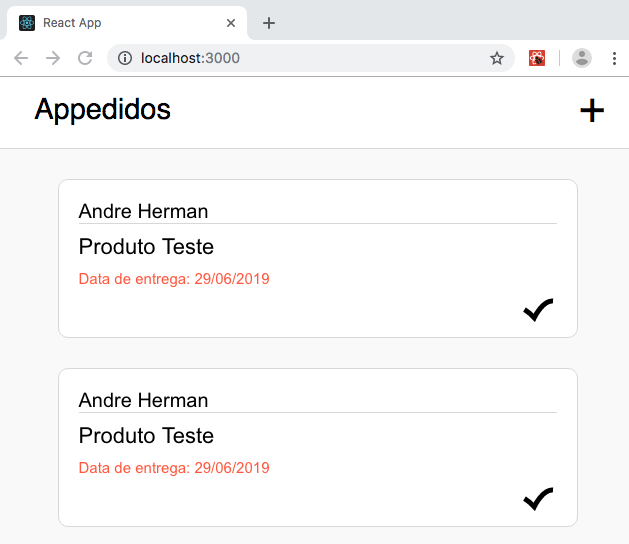 React App
localhost:3000
Appedidos
Andre Herman
Produto Teste
Data de entrega: 29/06/2019
Andre Herman
Produto Teste
Data de entrega: 29/06/2019